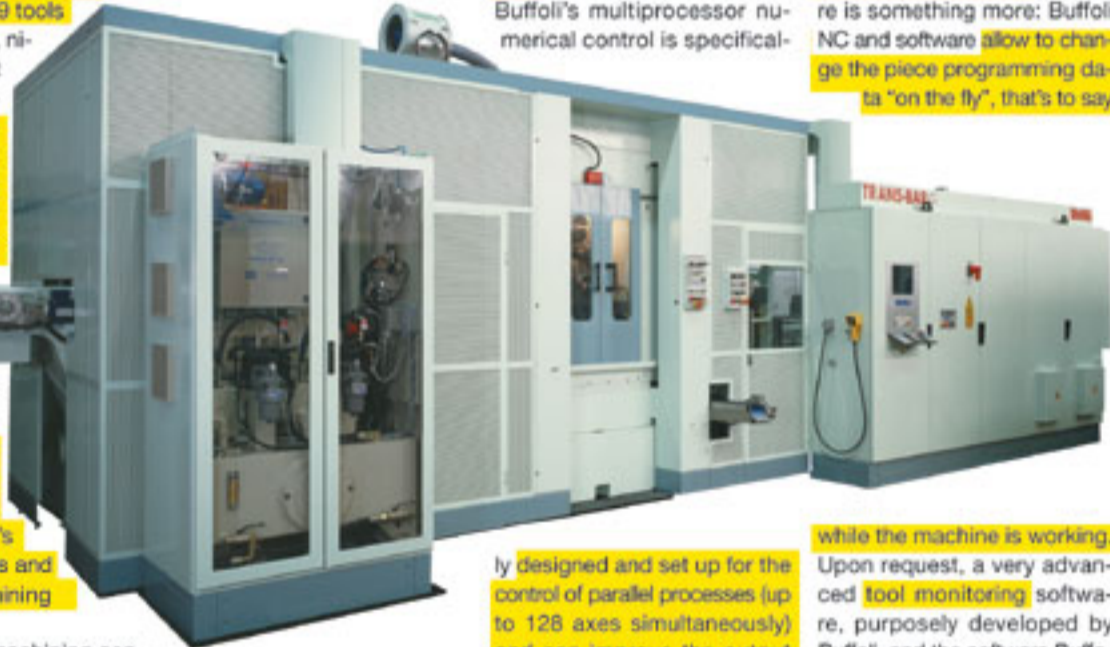 9 tools
ni-
's
s and
ining
Buffoli's multiprocessor nu-
merical control is specifical-
ly designed and set up for the
control of parallel processes (up
to 128 axes simultaneously)
re is something more: Buffoli
NC and software allow to chan-
ge the piece programming da-
ta "on the fly", that's to say
TRANS-BAR
while the machine is working.
Upon request, a very advan-
ced tool monitoring softwa-
re, purposely developed by